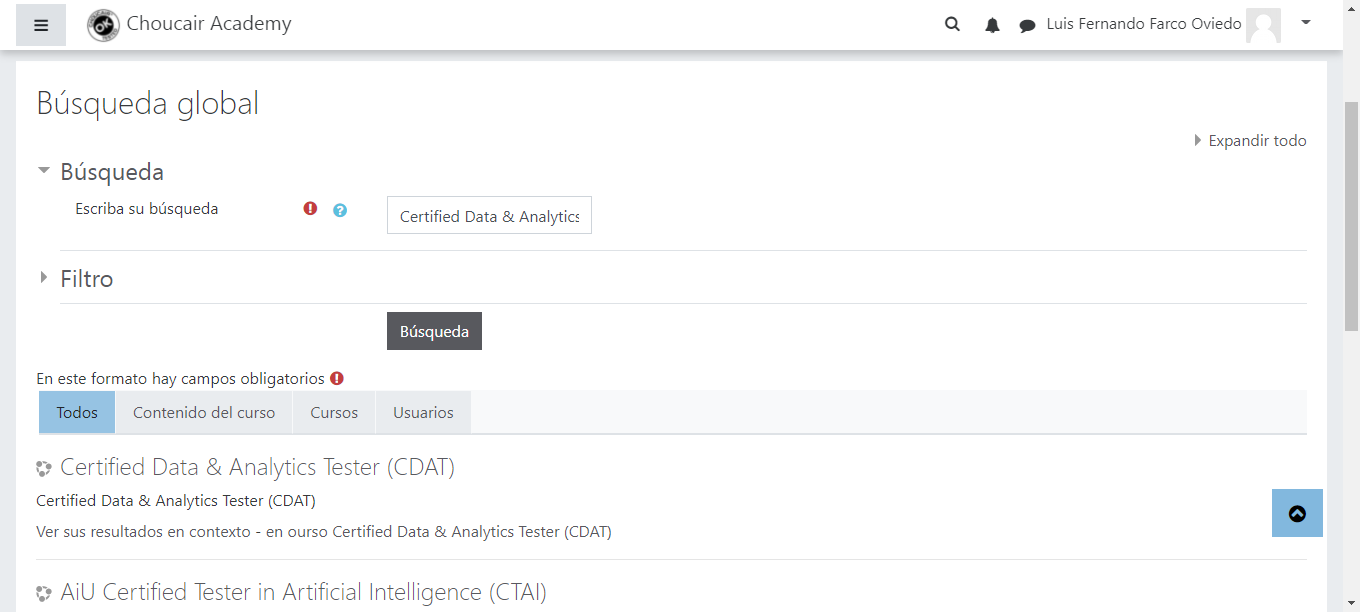 Choucair Academy
Luis Fernando Farco Oviedo
Búsqueda global
Expandir todo
Búsqueda
Escriba su búsqueda
Certified Data & Analytics
Filtro
Búsqueda
En este formato hay campos obligatorios
Todos Contenido del curso Cursos Usuarios
Certified Data & Analytics Tester (CDAT)
Certified Data & Analytics Tester (CDAT)
Ver sus resultados en contexto - en ourso Certified Data & Analytics Tester (CDAT)
AiU Certified Tester in Artificial Intelligence (CTAI)